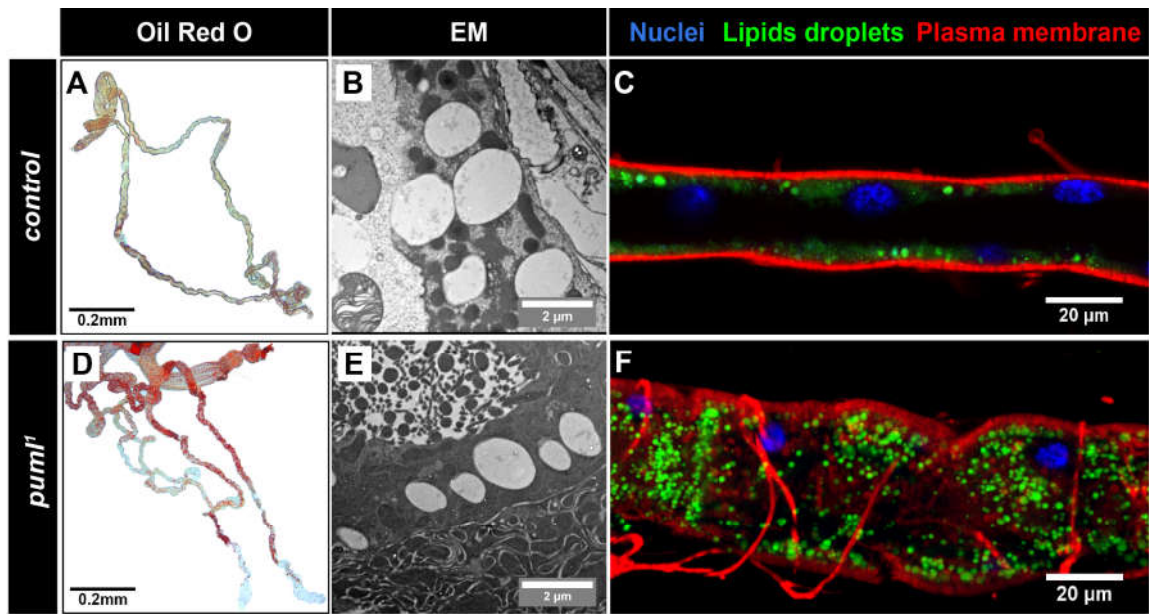 Oil Red O
EM
Nuclei Lipids droplets Plasma membrane
control
A
0.2mm
B
2 µm
C
20 µm
puml¹
D
0.2mm
E
2 µm
F
20 µm